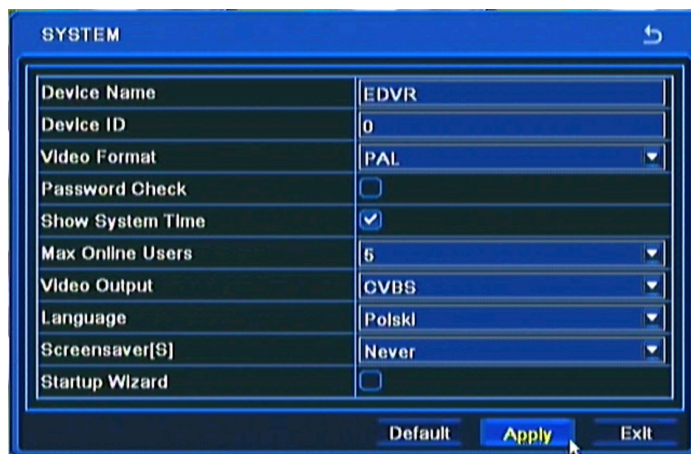 SYSTEM
Device Name EDVR
Device ID 0
Video Format PAL
Password Check
Show System Time
Max Online Users 5
Video Output CVBS
Language Polski
Screensaver[S] Never
Startup Wizard
Default Apply Exit